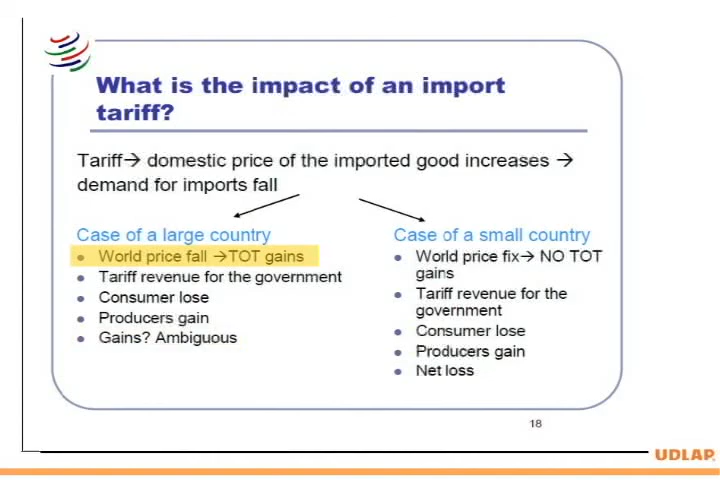 What is the impact of an import
tariff?
Tariff→ domestic price of the imported good increases →
demand for imports fall
Case of a large country
• World price fall →TOT gains
• Tariff revenue for the government
• Consumer lose
• Producers gain
• Gains? Ambiguous
Case of a small country
• World price fix→ NO TOT
gains
• Tariff revenue for the
government
• Consumer lose
• Producers gain
• Net loss
18
UDLAP